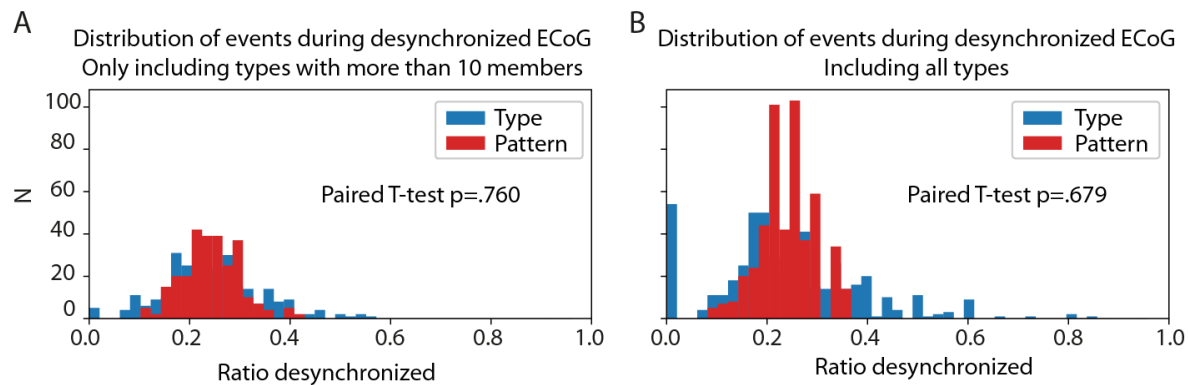 A
Distribution of events during desynchronized ECoG
Only including types with more than 10 members
100
80
60
40
20
0
N
Type
Pattern
Paired T-test p=.760
0.0 0.2 0.4 0.6 0.8 1.0
Ratio desynchronized
B
Distribution of events during desynchronized ECoG
Including all types
Type
Pattern
Paired T-test p=.679
0.0 0.2 0.4 0.6 0.8 1.0
Ratio desynchronized